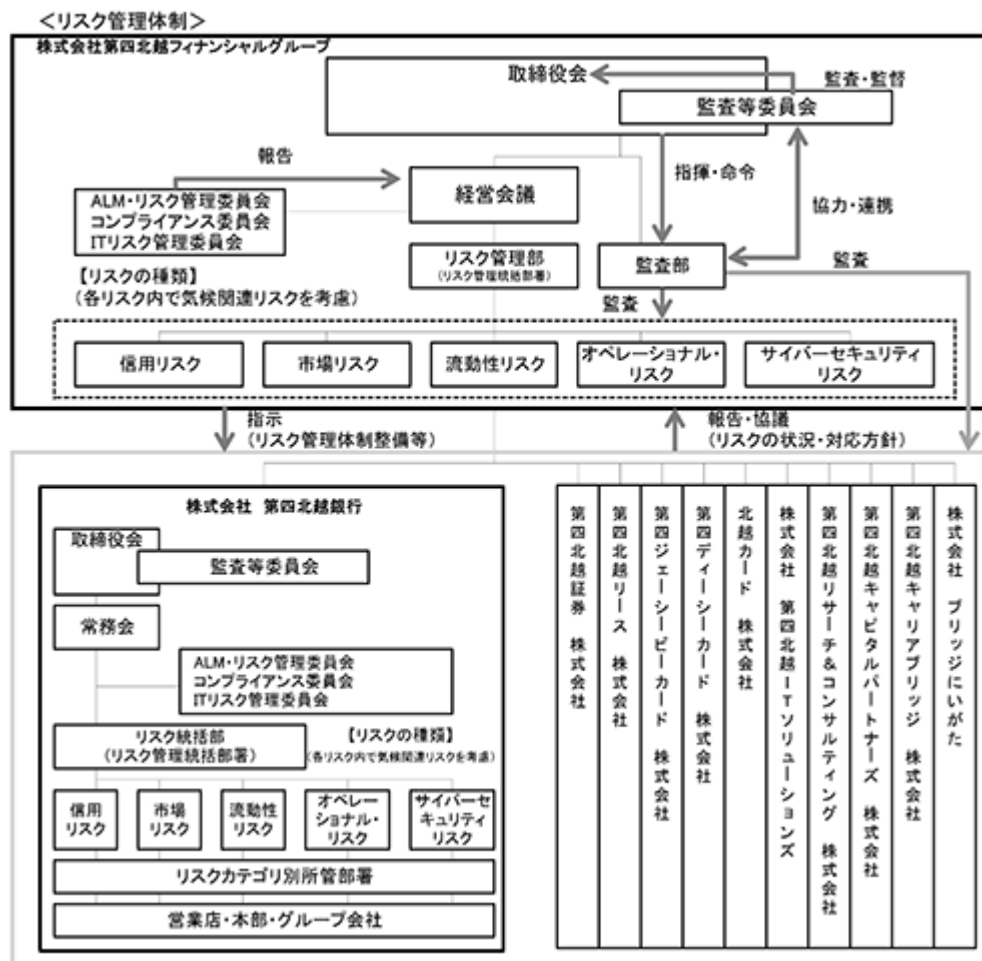 ＜リスク管理体制＞
株式会社第四北越フィナンシャルグループ
取締役会
監査・監督
監査等委員会
報告
指揮・命令
経営会議
協力・連携
ALM・リスク管理委員会
コンプライアンス委員会
ITリスク管理委員会
リスク管理部
(リスク管理統括部署)
監査部
監査
【リスクの種類】
(各リスク内で気候関連リスクを考慮)
監査
信用リスク
市場リスク
流動性リスク
オペレーショナル・
リスク
サイバーセキュリティ
リスク
指示
(リスク管理体制整備等)
報告・協議
(リスクの状況・対応方針)
株式会社 第四北越銀行
取締役会
監査等委員会
常務会
ALM・リスク管理委員会
コンプライアンス委員会
ITリスク管理委員会
リスク統括部
(リスク管理統括部署)
【リスクの種類】
(各リスク内で気候関連リスクを考慮)
信用
リスク
市場
リスク
流動性
リスク
オペレー
ショナル・
リスク
サイバーセ
キュリティ
リスク
リスクカテゴリ別所管部署
営業店・本部・グループ会社
第四北越証券 株式会社
第四北越リース 株式会社
第四ジェーシービーカード 株式会社
第四ディーシーカード 株式会社
北越カード 株式会社
株式会社 第四北越ITソリューションズ
第四北越リサーチ&コンサルティング 株式会社
第四北越キャピタルパートナーズ 株式会社
第四北越キャリアブリッジ 株式会社
株式会社 ブリッジにいがた